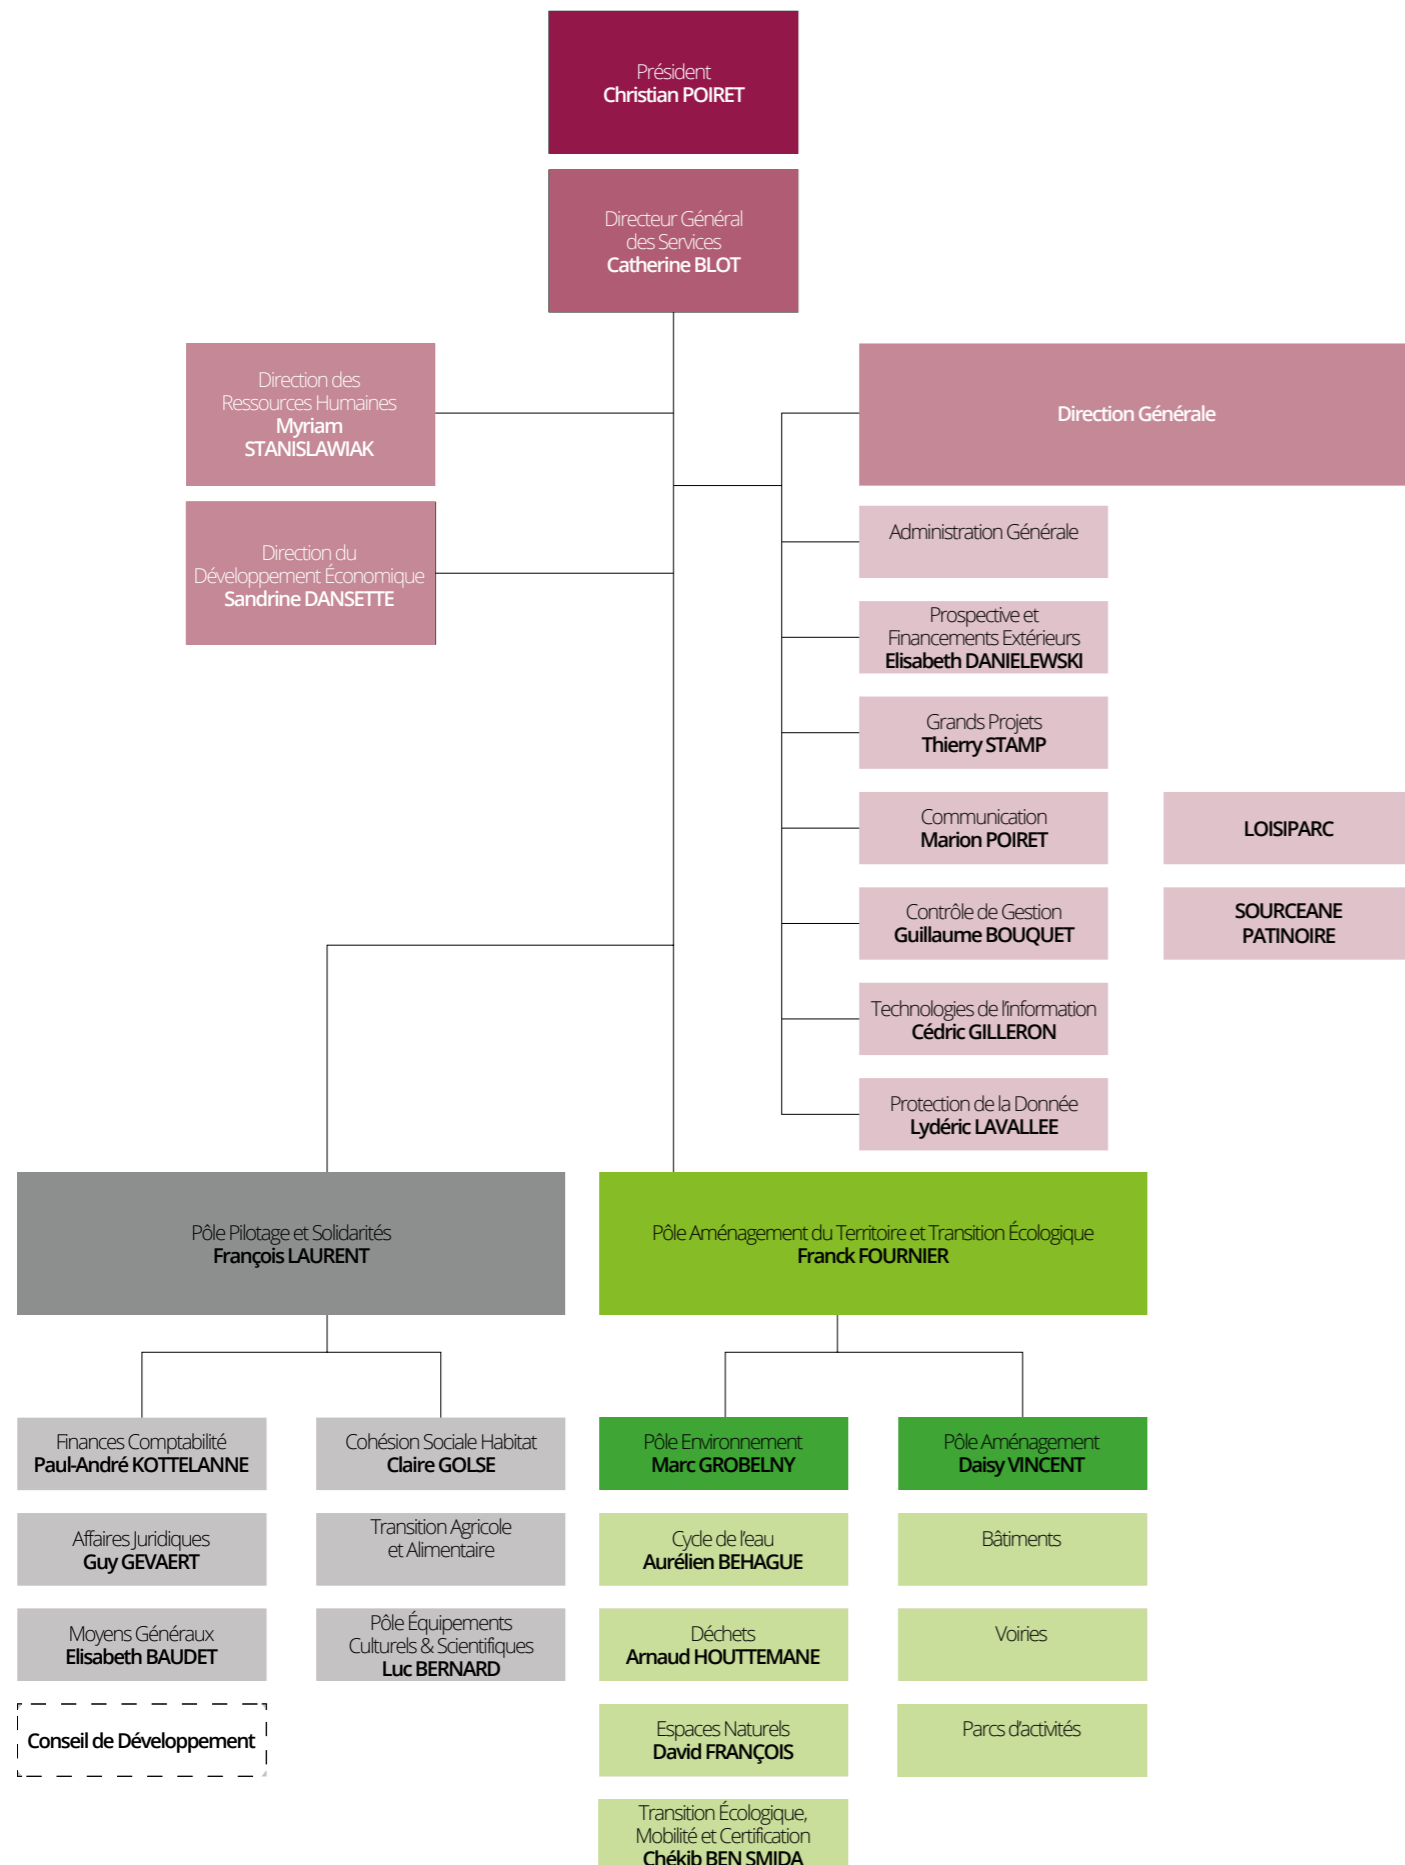 Président
Christian POIRET
Directeur Général
des Services
Catherine BLOT
Direction des
Ressources Humaines
Myriam
STANISLAWIAK
Direction Générale
Direction du
Développement Économique
Sandrine DANSETTE
Administration Générale
Prospective et
Financements Extérieurs
Elisabeth DANIELEWSKI
Grands Projets
Thierry STAMP
Communication
Marion POIRET
LOISIPARC
Contrôle de Gestion
Guillaume BOUQUET
SOURCEANE
PATINOIRE
Technologies de l'information
Cédric GILLERON
Protection de la Donnée
Lydéric LAVALLEE
Pôle Pilotage et Solidarités
François LAURENT
Pôle Aménagement du Territoire et Transition Écologique
Franck FOURNIER
Finances Comptabilité
Paul-André KOTTELANNE
Cohésion Sociale Habitat
Claire GOLSE
Pôle Environnement
Marc GROBELNY
Pôle Aménagement
Daisy VINCENT
Affaires Juridiques
Guy GEVAERT
Transition Agricole
et Alimentaire
Cycle de l'eau
Aurélien BEHAGUE
Bâtiments
Moyens Généraux
Elisabeth BAUDET
Pôle Équipements
Culturels & Scientifiques
Luc BERNARD
Déchets
Arnaud HOUTTEMANE
Voiries
Conseil de Développement
Espaces Naturels
David FRANÇOIS
Parcs d'activités
Transition Écologique,
Mobilité et Certification
Chékib BEN SMIDA